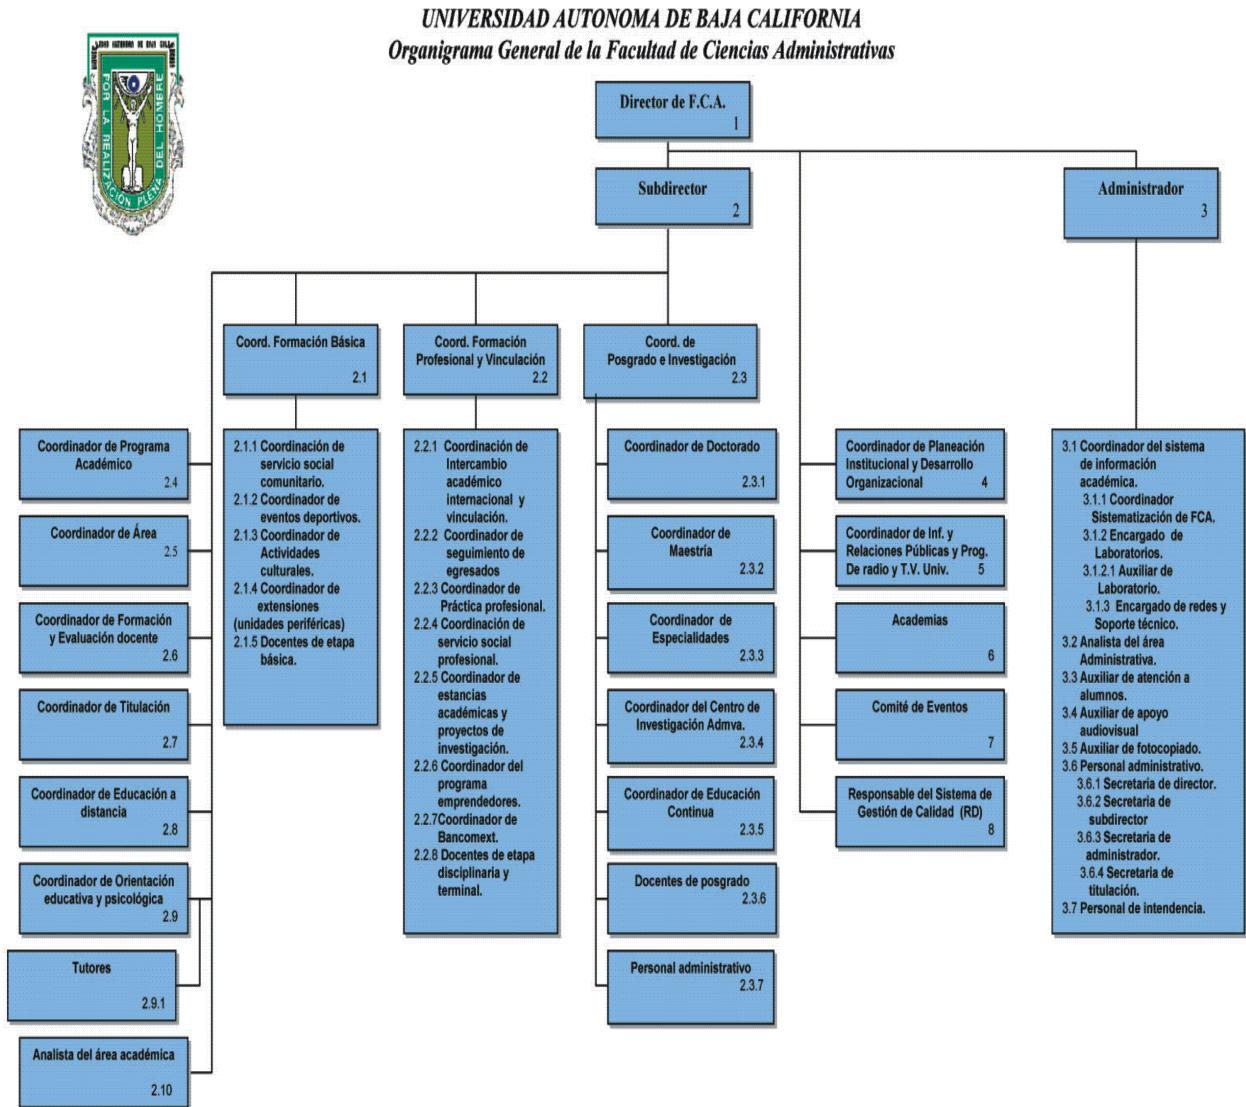 UNIVERSIDAD AUTONOMA DE BAJA CALIFORNIA
Organigrama General de la Facultad de Ciencias Administrativas
POR LA REALIZACIÓN PLENA DEL HOMBRE
Director de F.C.A.
1
Subdirector
2
Administrador
3
Coord. Formación Básica
2.1
Coord. Formación
Profesional y Vinculación
2.2
Coord. de
Posgrado e Investigación
2.3
Coordinador de Programa
Académico
2.4
Coordinador de Área
2.5
Coordinador de Formación
y Evaluación docente
2.6
Coordinador de Titulación
2.7
Coordinador de Educación a
distancia
2.8
Coordinador de Orientación
educativa y psicológica
2.9
Tutores
2.9.1
Analista del área académica
2.10
2.1.1 Coordinación de
servicio social
comunitario.
2.1.2 Coordinador de
eventos deportivos.
2.1.3 Coordinador de
Actividades
culturales.
2.1.4 Coordinador de
extensiones
(unidades periféricas)
2.1.5 Docentes de etapa
básica.
2.2.1 Coordinación de
Intercambio
académico
internacional y
vinculación.
2.2.2 Coordinador de
seguimiento de
egresados
2.2.3 Coordinador de
Práctica profesional.
2.2.4 Coordinación de
servicio social
profesional.
2.2.5 Coordinador de
estancias
académicas y
proyectos de
investigación.
2.2.6 Coordinador del
programa
emprendedores.
2.2.7Coordinador de
Bancomext.
2.2.8 Docentes de etapa
disciplinaria y
terminal.
Coordinador de Doctorado
2.3.1
Coordinador de
Maestría
2.3.2
Coordinador de
Especialidades
2.3.3
Coordinador del Centro de
Investigación Admva.
2.3.4
Coordinador de Educación
Continua
2.3.5
Docentes de posgrado
2.3.6
Personal administrativo
2.3.7
Coordinador de Planeación
Institucional y Desarrollo
Organizacional 4
Coordinador de Inf. y
Relaciones Públicas y Prog.
De radio y T.V. Univ. 5
Academias
6
Comité de Eventos
7
Responsable del Sistema de
Gestión de Calidad (RD)
8
3.1 Coordinador del sistema
de información
académica.
3.1.1 Coordinador
Sistematización de FCA.
3.1.2 Encargado de
Laboratorios.
3.1.2.1 Auxiliar de
Laboratorio.
3.1.3 Encargado de redes y
Soporte técnico.
3.2 Analista del área
Administrativa.
3.3 Auxiliar de atención a
alumnos.
3.4 Auxiliar de apoyo
audiovisual
3.5 Auxiliar de fotocopiado.
3.6 Personal administrativo.
3.6.1 Secretaria de director.
3.6.2 Secretaria de
subdirector
3.6.3 Secretaria de
administrador.
3.6.4 Secretaria de
titulación.
3.7 Personal de intendencia.